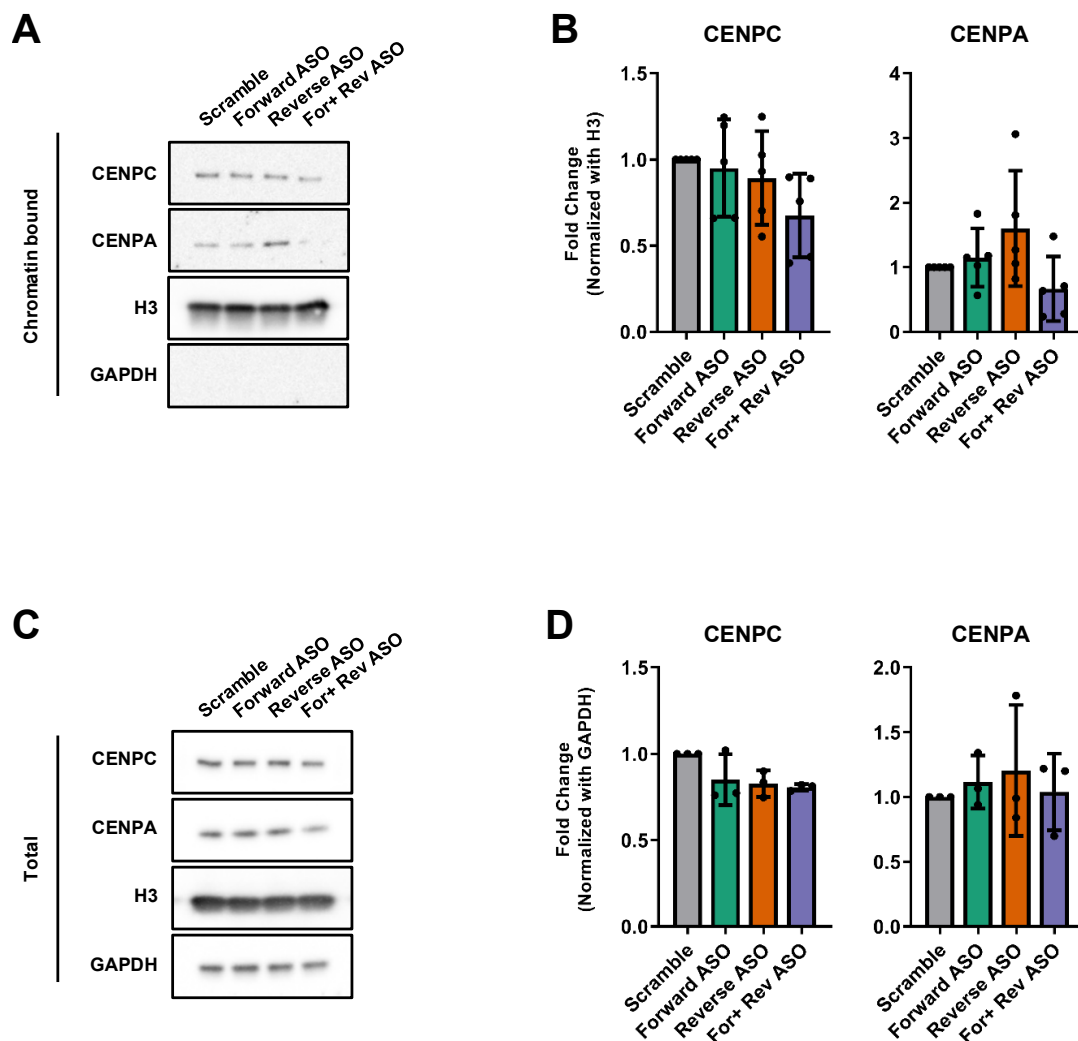 A
Scramble
Forward ASO
Reverse ASO
For+ Rev ASO
Chromatin bound
CENPC
CENPA
H3
GAPDH
B
CENPC
Fold Change
(Normalized with H3)
1.5
1.0
0.5
0.0
Scramble
Forward ASO
Reverse ASO
For+ Rev ASO
CENPA
4
3
2
1
0
Scramble
Forward ASO
Reverse ASO
For+ Rev ASO
C
Scramble
Forward ASO
Reverse ASO
For+ Rev ASO
Total
CENPC
CENPA
H3
GAPDH
D
CENPC
Fold Change
(Normalized with GAPDH)
1.5
1.0
0.5
0.0
Scramble
Forward ASO
Reverse ASO
For+ Rev ASO
CENPA
2.0
1.5
1.0
0.5
0.0
Scramble
Forward ASO
Reverse ASO
For+ Rev ASO